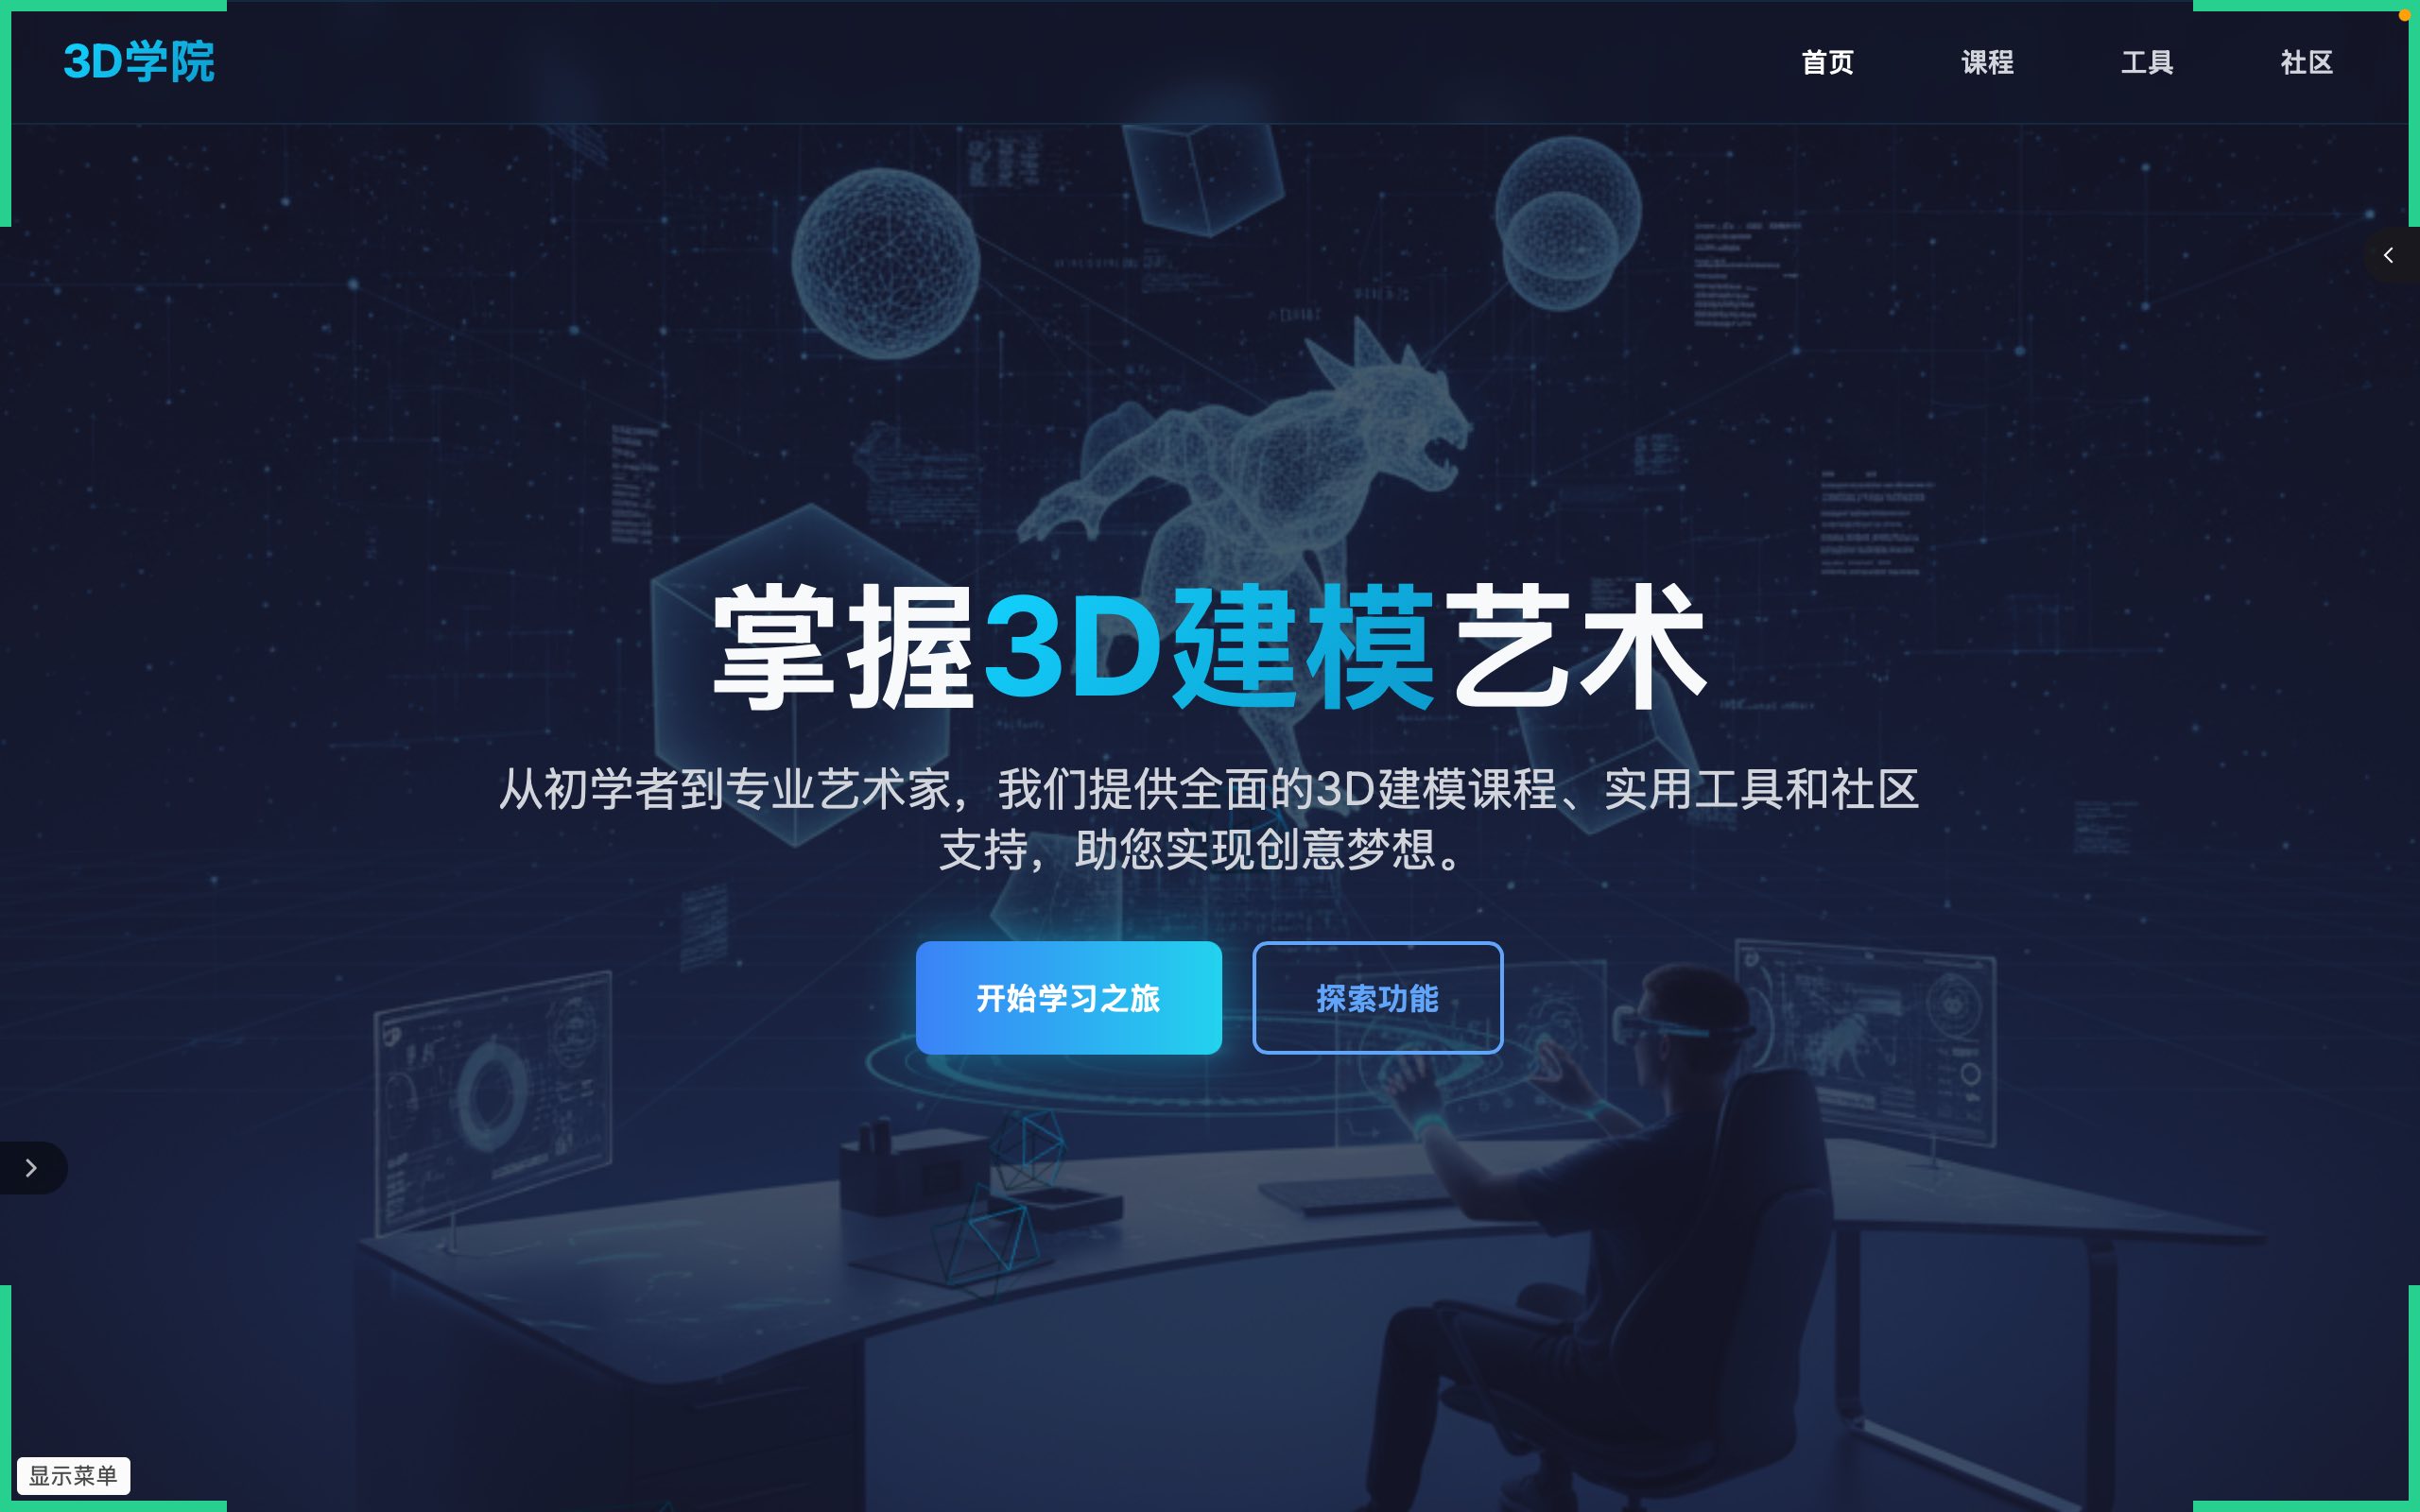 3D学院
首页
课程
工具
社区
掌握3D建模艺术
从初学者到专业艺术家，我们提供全面的3D建模课程、实用工具和社区
支持，助您实现创意梦想。
开始学习之旅
探索功能
显示菜单